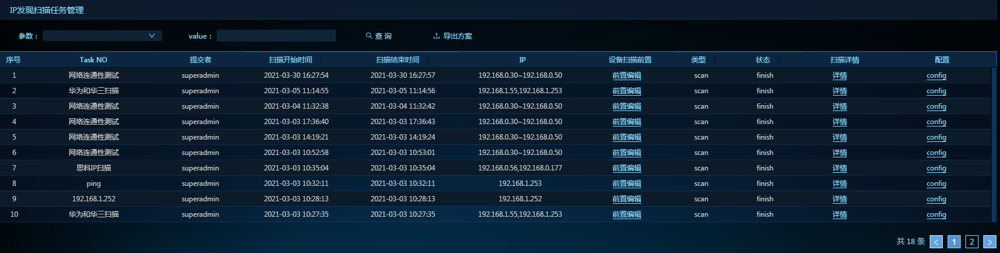 IP发现扫描任务管理
参数： value： 查 询 导出方案
序号 Task NO 提交者 扫描开始时间 扫描结束时间 IP 设备扫描前置 类型 状态 扫描详情 配置
1 网络连通性测试 superadmin 2021-03-30 16:27:54 2021-03-30 16:27:57 192.168.0.30~192.168.0.50 前置编辑 scan finish 详情 config
2 华为和华三扫描 superadmin 2021-03-05 11:14:55 2021-03-05 11:14:56 192.168.1.55,192.168.1.253 前置编辑 scan finish 详情 config
3 网络连通性测试 superadmin 2021-03-04 11:32:38 2021-03-04 11:32:42 192.168.0.30~192.168.0.50 前置编辑 scan finish 详情 config
4 网络连通性测试 superadmin 2021-03-03 17:36:40 2021-03-03 17:36:43 192.168.0.30~192.168.0.50 前置编辑 scan finish 详情 config
5 网络连通性测试 superadmin 2021-03-03 14:19:21 2021-03-03 14:19:24 192.168.0.30~192.168.0.50 前置编辑 scan finish 详情 config
6 网络连通性测试 superadmin 2021-03-03 10:52:58 2021-03-03 10:53:01 192.168.0.30~192.168.0.50 前置编辑 scan finish 详情 config
7 思科IP扫描 superadmin 2021-03-03 10:35:04 2021-03-03 10:35:04 192.168.0.56,192.168.0.177 前置编辑 scan finish 详情 config
8 ping superadmin 2021-03-03 10:32:11 2021-03-03 10:32:11 192.168.1.253 前置编辑 scan finish 详情 config
9 192.168.1.252 superadmin 2021-03-03 10:28:13 2021-03-03 10:28:13 192.168.1.252 前置编辑 scan finish 详情 config
10 华为和华三扫描 superadmin 2021-03-03 10:27:35 2021-03-03 10:27:35 192.168.1.55,192.168.1.253 前置编辑 scan finish 详情 config
共 18 条 < 1 2 >